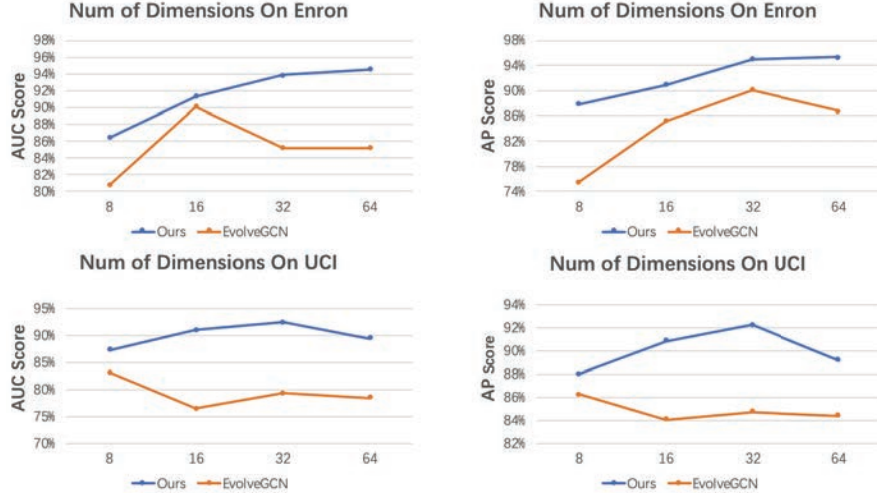 Num of Dimensions On Enron
AUC Score
98%
96%
94%
92%
90%
88%
86%
84%
82%
80%
8 16 32 64
Ours EvolveGCN
Num of Dimensions On Enron
AP Score
98%
94%
90%
86%
82%
78%
74%
8 16 32 64
Ours EvolveGCN
Num of Dimensions On UCI
AUC Score
95%
90%
85%
80%
75%
70%
8 16 32 64
Ours EvolveGCN
Num of Dimensions On UCI
AP Score
94%
92%
90%
88%
86%
84%
82%
8 16 32 64
Ours EvolveGCN